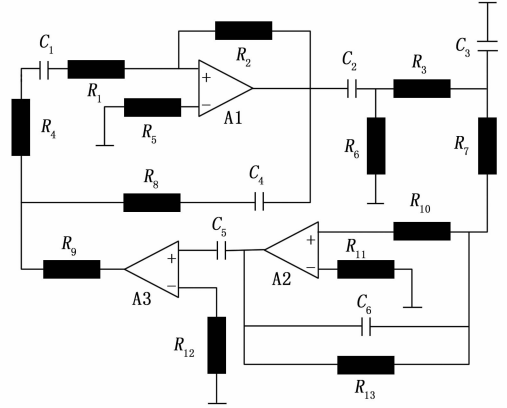 C1
R1
R2
+
−
A1
R5
R4
C2
R3
C3
R6
R7
R8
C4
R9
C5
+
−
A3
R12
+
−
A2
R10
R11
C6
R13